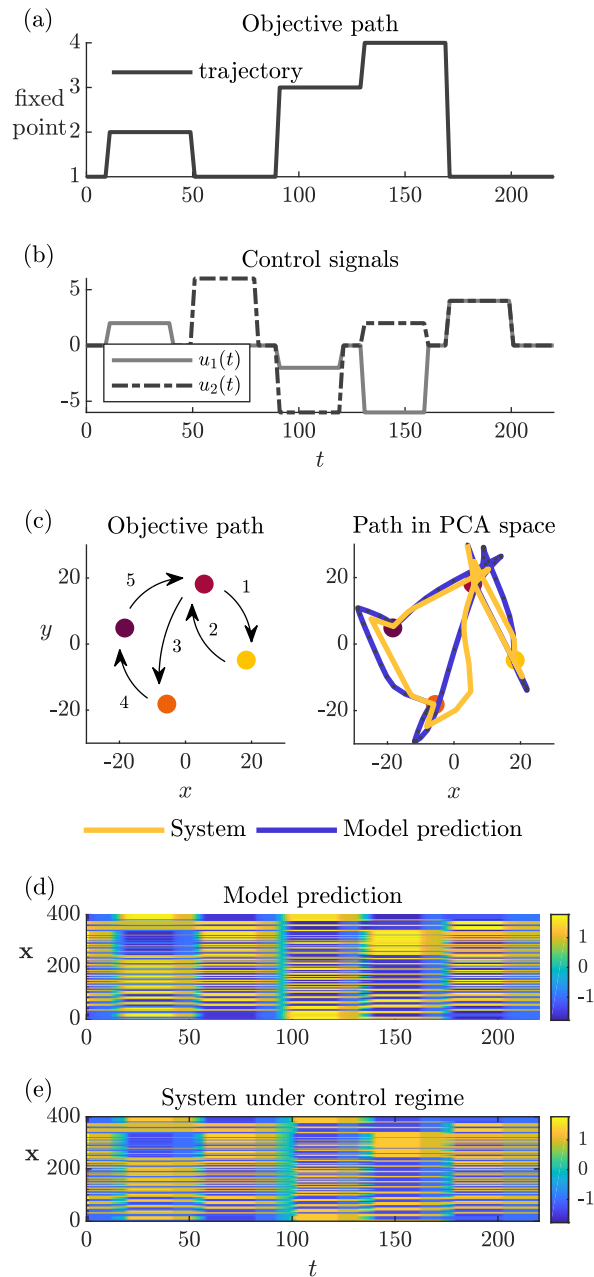 (a)
Objective path
4
3
2
1
fixed
point
trajectory
0 50 100 150 200
(b)
Control signals
5
0
-5
u₁(t)
u₂(t)
0 50 100 150 200
t
(c)
Objective path
Path in PCA space
20
0
-20
y
5
1
2
3
4
-20 0 20
x
20
0
-20
-20 0 20
x
System
Model prediction
(d)
Model prediction
400
200
0
x
0 50 100 150 200
1
0
-1
(e)
System under control regime
400
200
0
x
0 50 100 150 200
t
1
0
-1